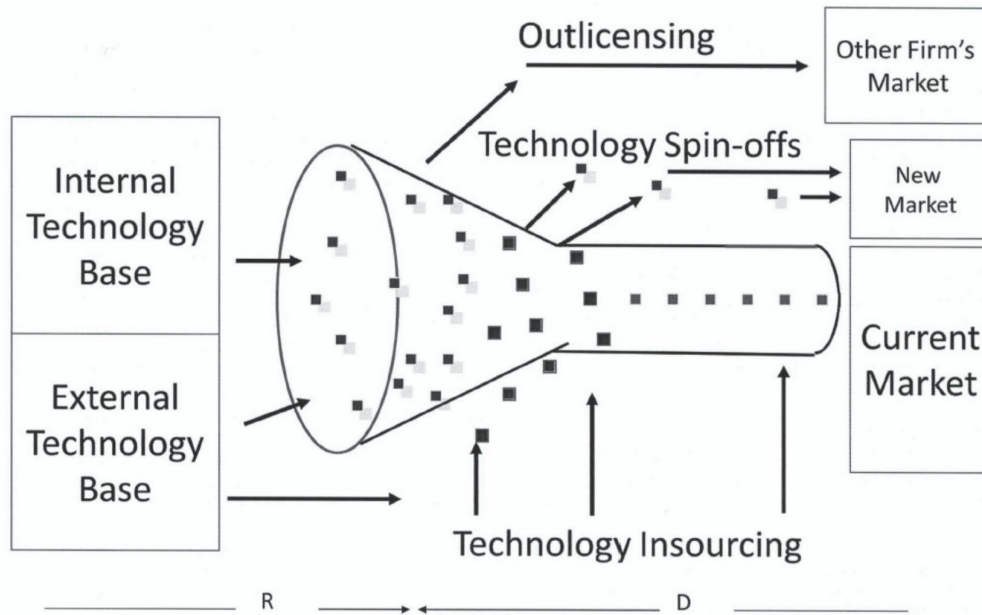 Outlicensing
Other Firm's
Market
Technology Spin-offs
New
Market
Internal
Technology
Base
External
Technology
Base
Current
Market
Technology Insourcing
R
D